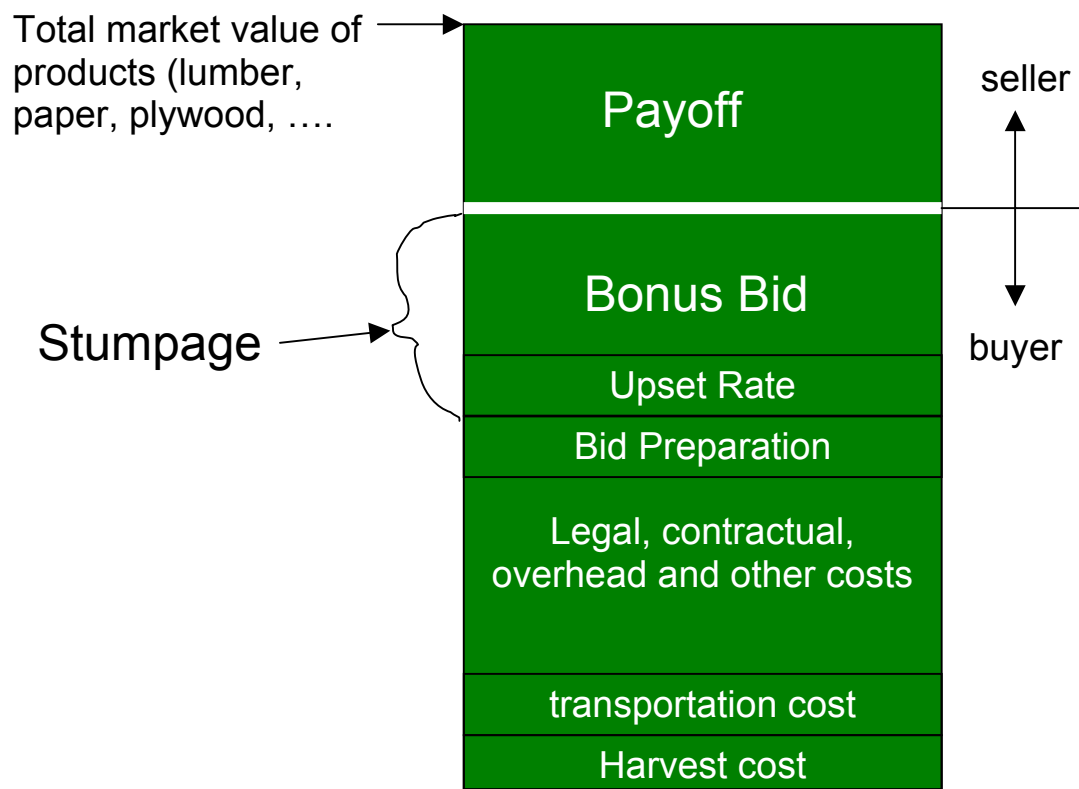 Total market value of
products (lumber,
paper, plywood, ….
Payoff
seller
Bonus Bid
Stumpage
buyer
Upset Rate
Bid Preparation
Legal, contractual,
overhead and other costs
transportation cost
Harvest cost